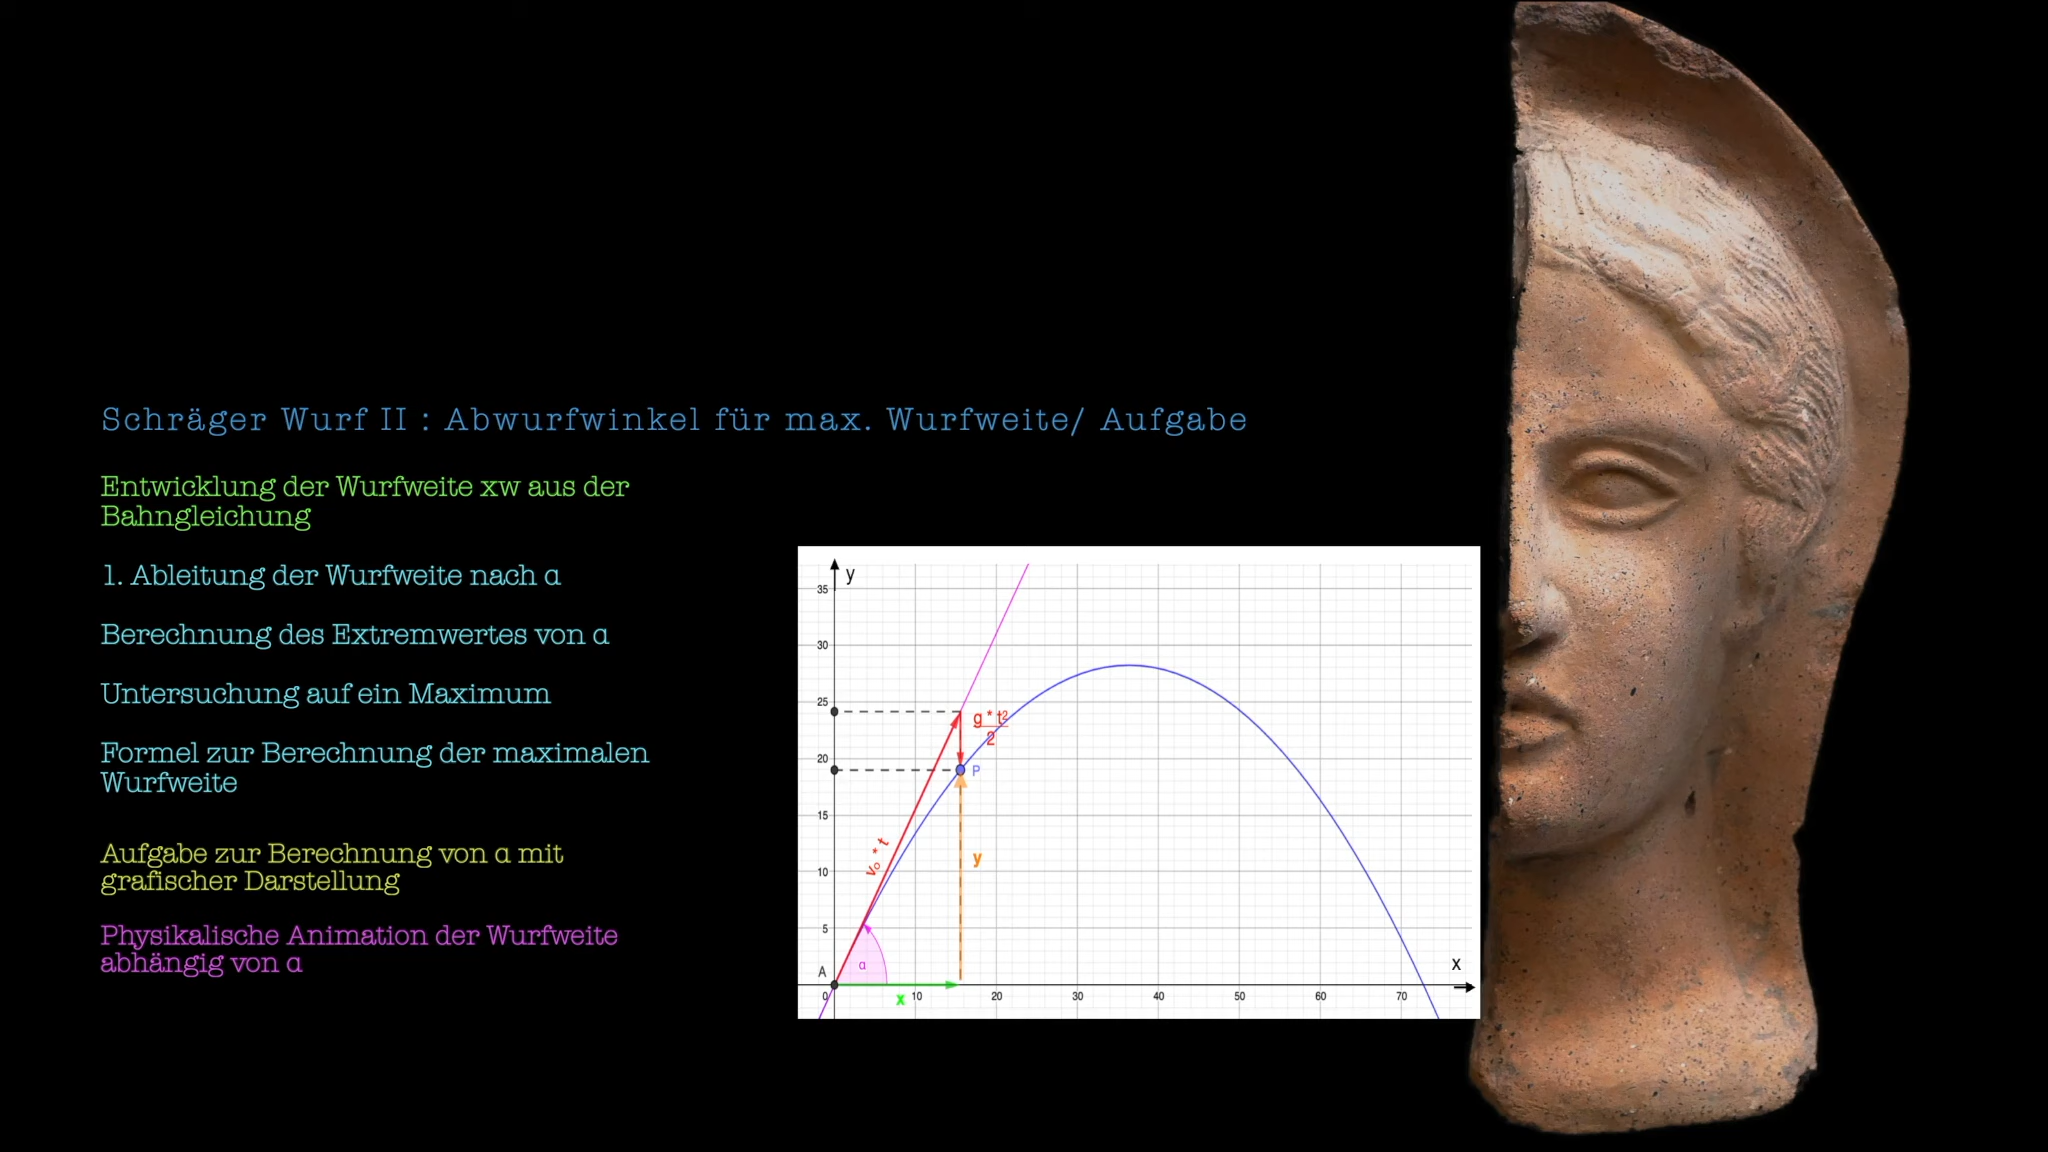 Schräger Wurf II : Abwurfwinkel für max. Wurfweite/ Aufgabe
Entwicklung der Wurfweite xw aus der
Bahngleichung
1. Ableitung der Wurfweite nach α
Berechnung des Extremwertes von α
Untersuchung auf ein Maximum
Formel zur Berechnung der maximalen
Wurfweite
Aufgabe zur Berechnung von α mit
grafischer Darstellung
Physikalische Animation der Wurfweite
abhängig von α
y
35
30
25
g * t²
2
20
P
15
v₀ * t
y
10
5
A
α
x
0
x
10
20
30
40
50
60
70